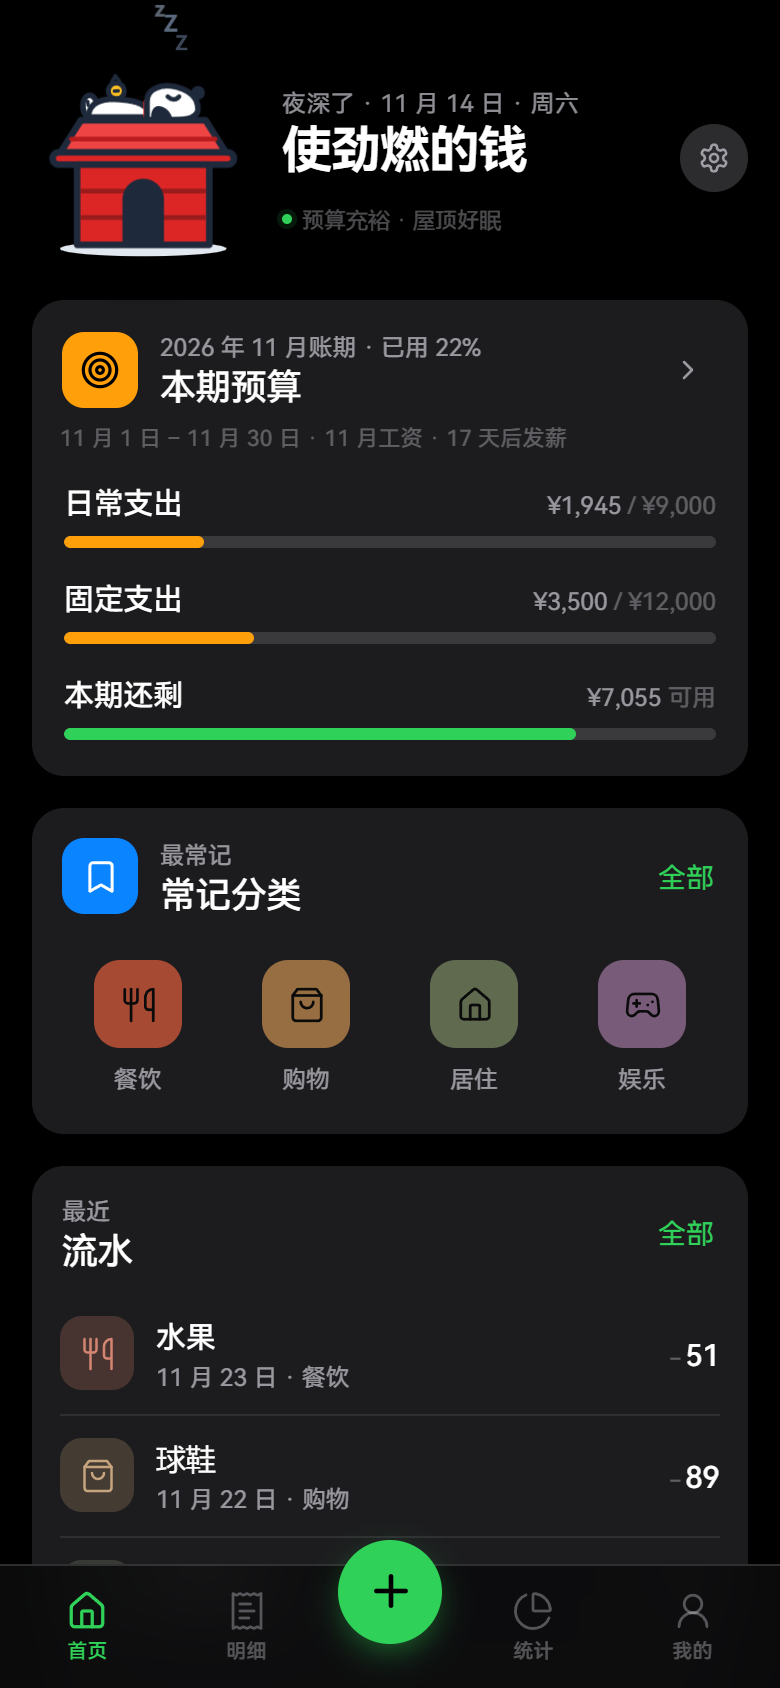 z
Z
Z
夜深了 · 11 月 14 日 · 周六
使劲燃的钱
预算充裕 · 屋顶好眠
2026 年 11 月账期 · 已用 22%
本期预算
11 月 1 日 – 11 月 30 日 · 11 月工资 · 17 天后发薪
日常支出 ¥1,945 / ¥9,000
固定支出 ¥3,500 / ¥12,000
本期还剩 ¥7,055 可用
最常记
常记分类
全部
餐饮 购物 居住 娱乐
最近
流水
全部
水果
11 月 23 日 · 餐饮
–51
球鞋
11 月 22 日 · 购物
–89
首页 明细 统计 我的